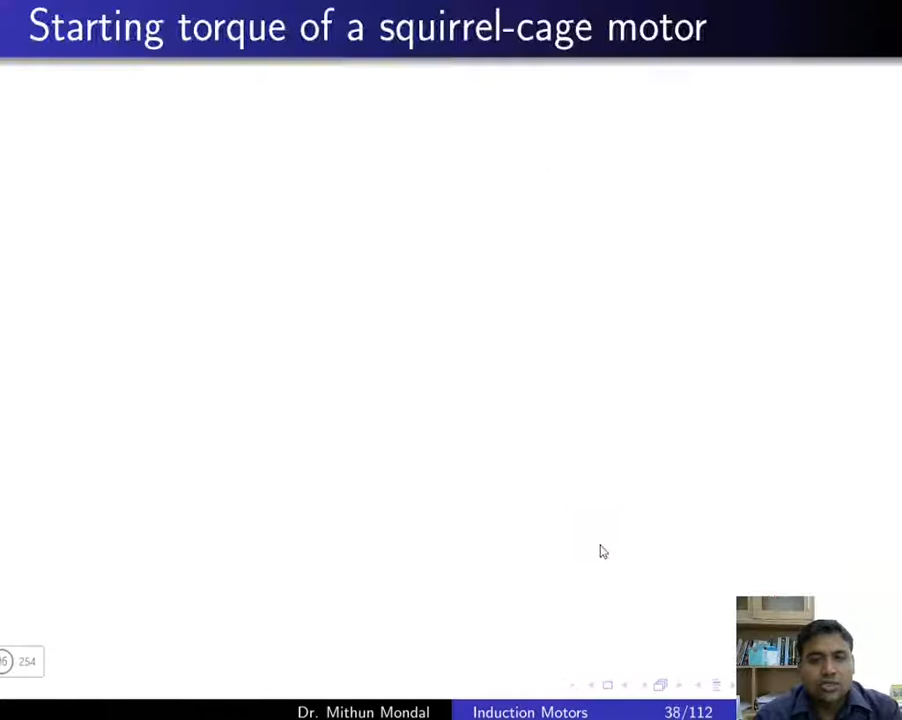 Starting torque of a squirrel-cage motor
254
Dr. Mithun Mondal
Induction Motors
38/112